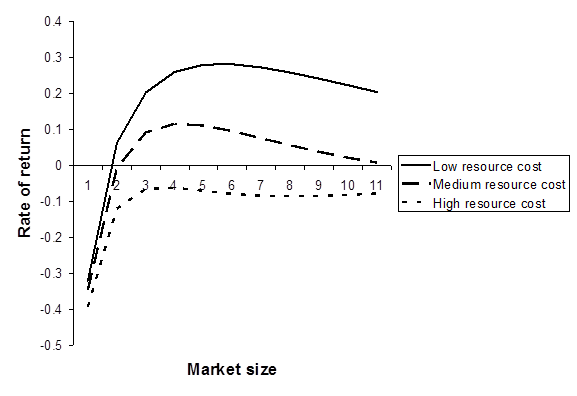 0.4
0.3
0.2
0.1
0
-0.1
-0.2
-0.3
-0.4
-0.5
Rate of return
1 2 3 4 5 6 7 8 9 10 11
Market size
Low resource cost
Medium resource cost
High resource cost